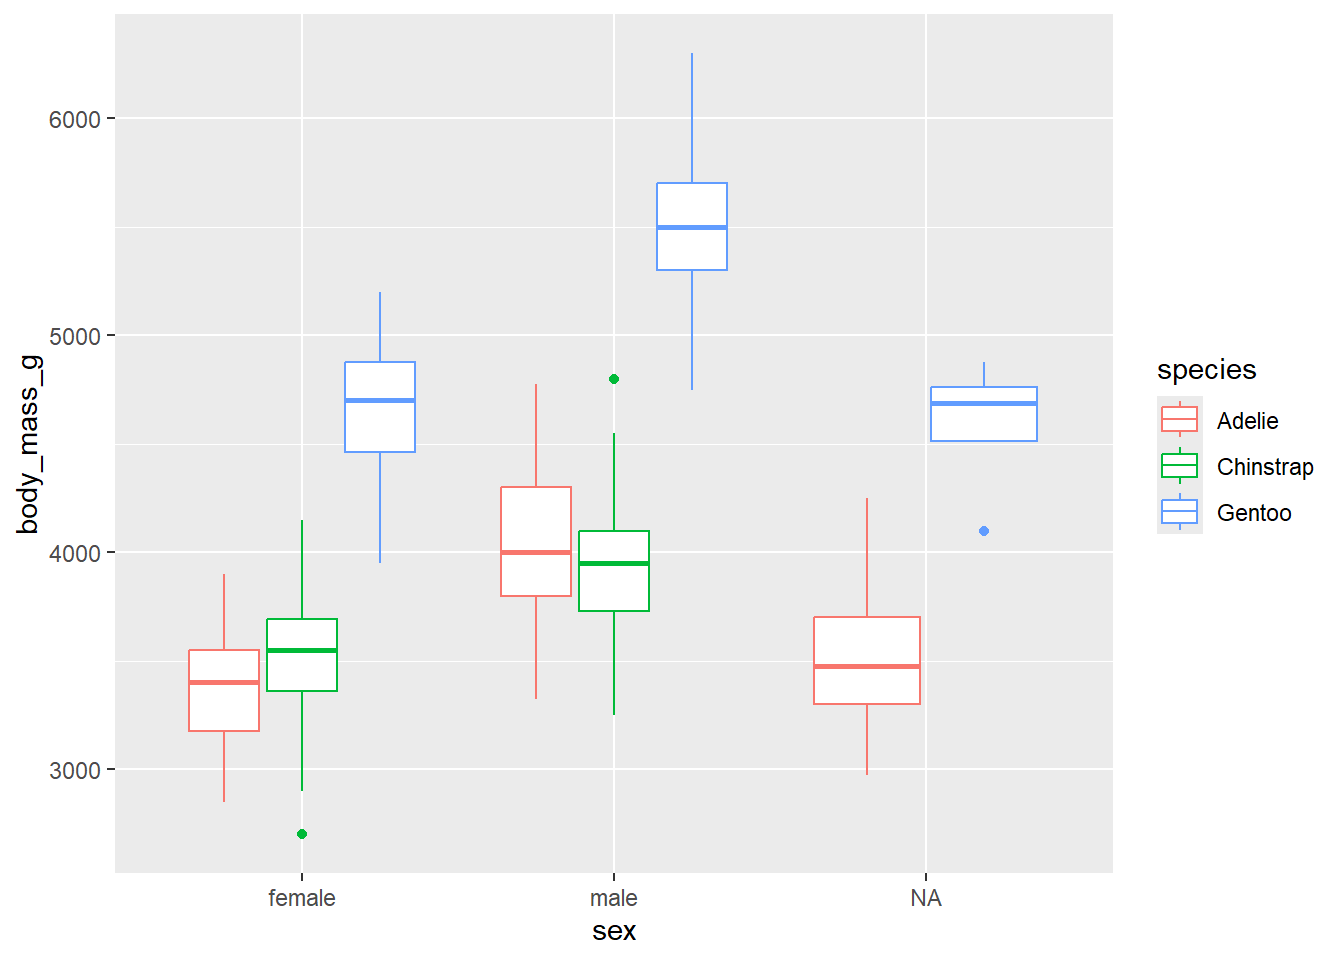 body_mass_g
6000
5000
4000
3000
female
male
NA
sex
species
Adelie
Chinstrap
Gentoo